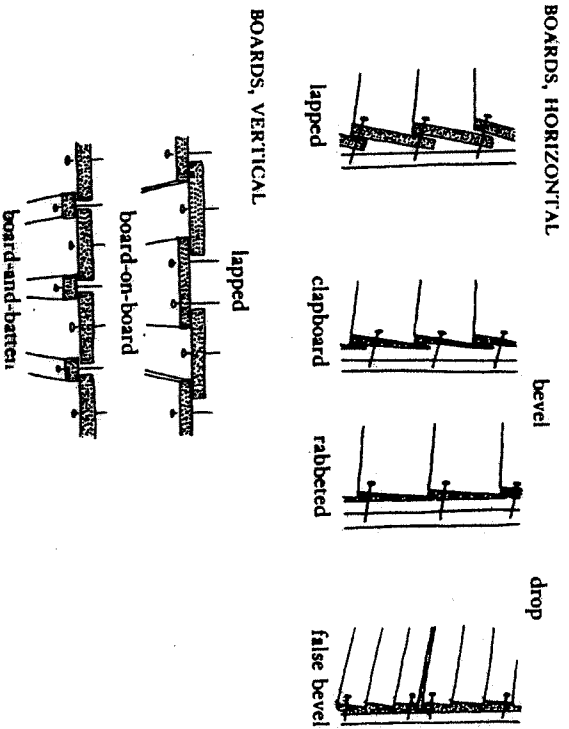 BOARDS, HORIZONTAL
bevel
drop
lapped
clapboard
rabbeted
false bevel
BOARDS, VERTICAL
lapped
board-on-board
board-and-batten